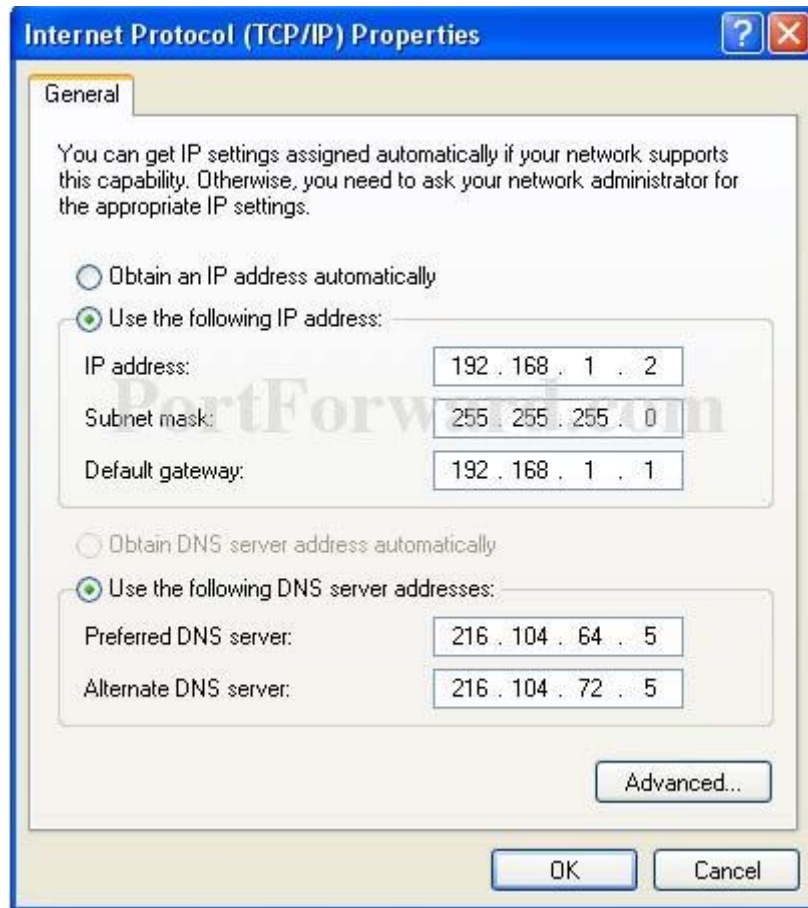 Internet Protocol (TCP/IP) Properties
General
You can get IP settings assigned automatically if your network supports
this capability. Otherwise, you need to ask your network administrator for
the appropriate IP settings.
Obtain an IP address automatically
Use the following IP address:
IP address: 192 . 168 . 1 . 2
Subnet mask: 255 . 255 . 255 . 0
PortForward.com
Default gateway: 192 . 168 . 1 . 1
Obtain DNS server address automatically
Use the following DNS server addresses:
Preferred DNS server: 216 . 104 . 64 . 5
Alternate DNS server: 216 . 104 . 72 . 5
Advanced...
OK Cancel